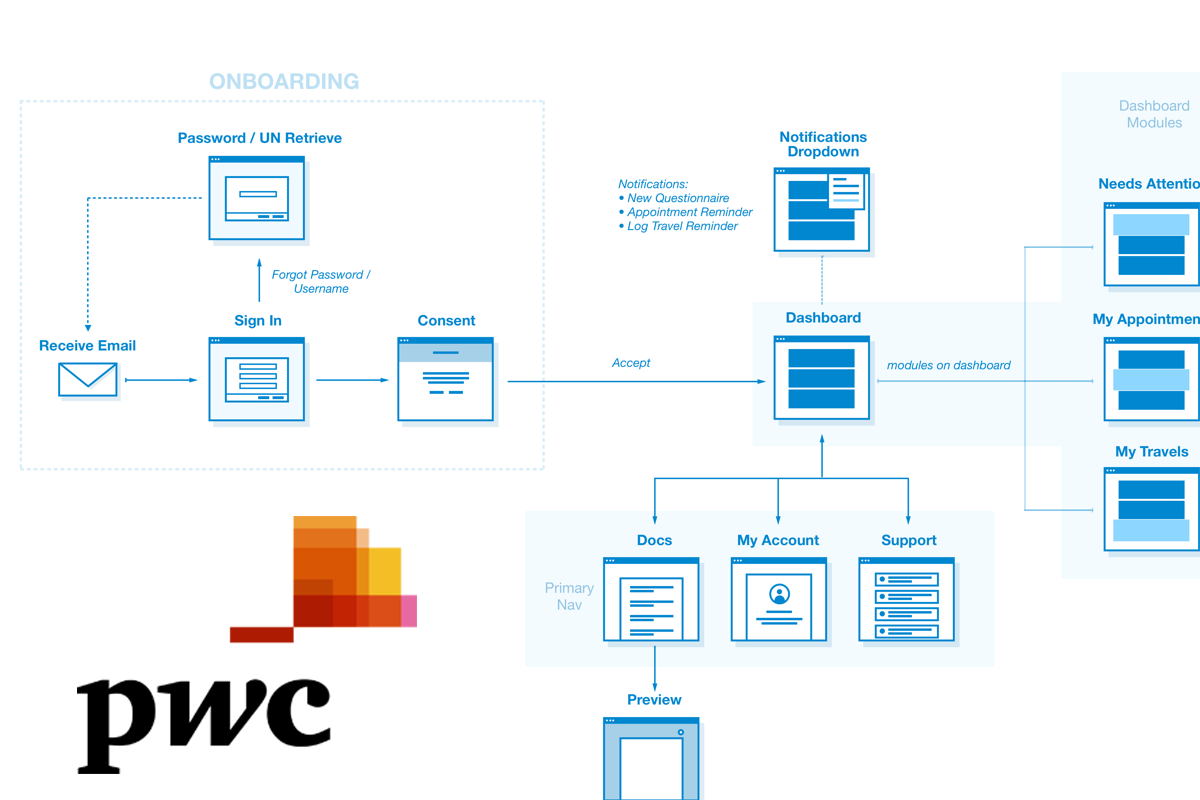 ONBOARDING
Password / UN Retrieve
Forgot Password /
Username
Receive Email
Sign In
Consent
Accept
Notifications
Dropdown
Notifications:
• New Questionnaire
• Appointment Reminder
• Log Travel Reminder
Dashboard
modules on dashboard
Dashboard
Modules
Needs Attentio
My Appointmen
My Travels
Primary
Nav
Docs
My Account
Support
Preview
pwc